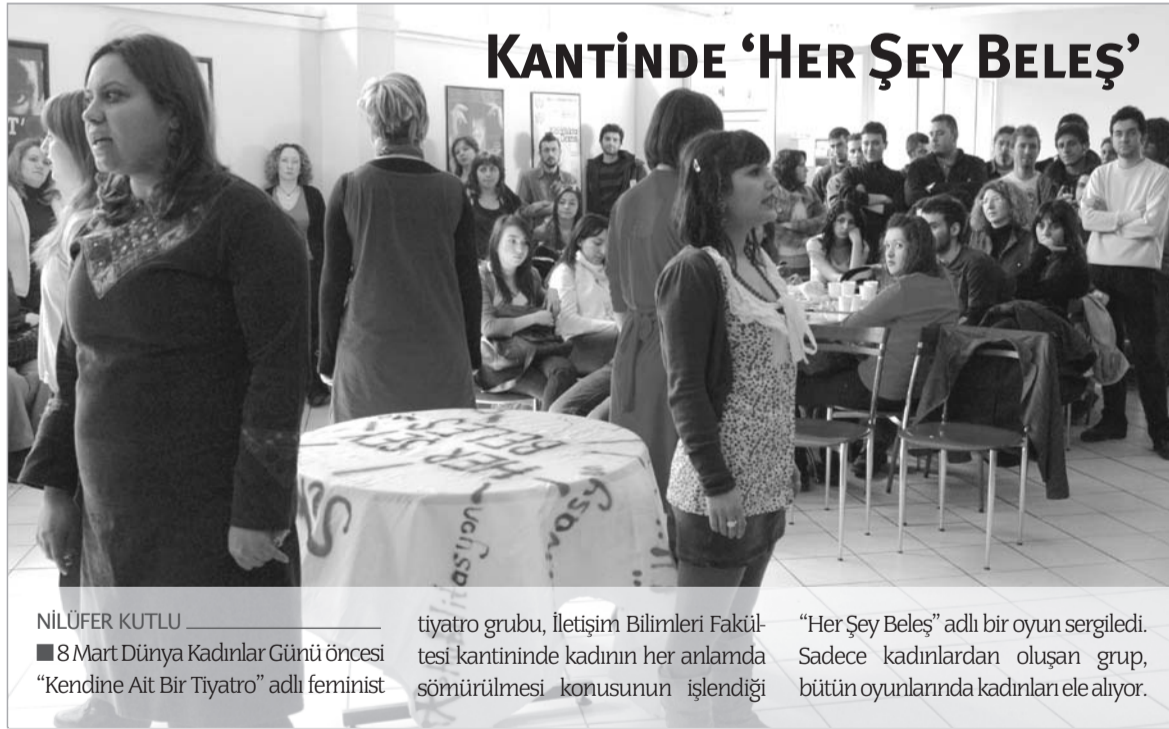 KANTİNDE ‘HER ŞEY BELEŞ’
HER ŞEY
BELEŞ
NİLÜFER KUTLU
■ 8 Mart Dünya Kadınlar Günü öncesi
“Kendine Ait Bir Tiyatro” adlı feminist
tiyatro grubu, İletişim Bilimleri Fakül-
tesi kantininde kadının her anlamda
sömürülmesi konusunun işlendiği
“Her Şey Beleş” adlı bir oyun sergiledi.
Sadece kadınlardan oluşan grup,
bütün oyunlarında kadınları ele alıyor.